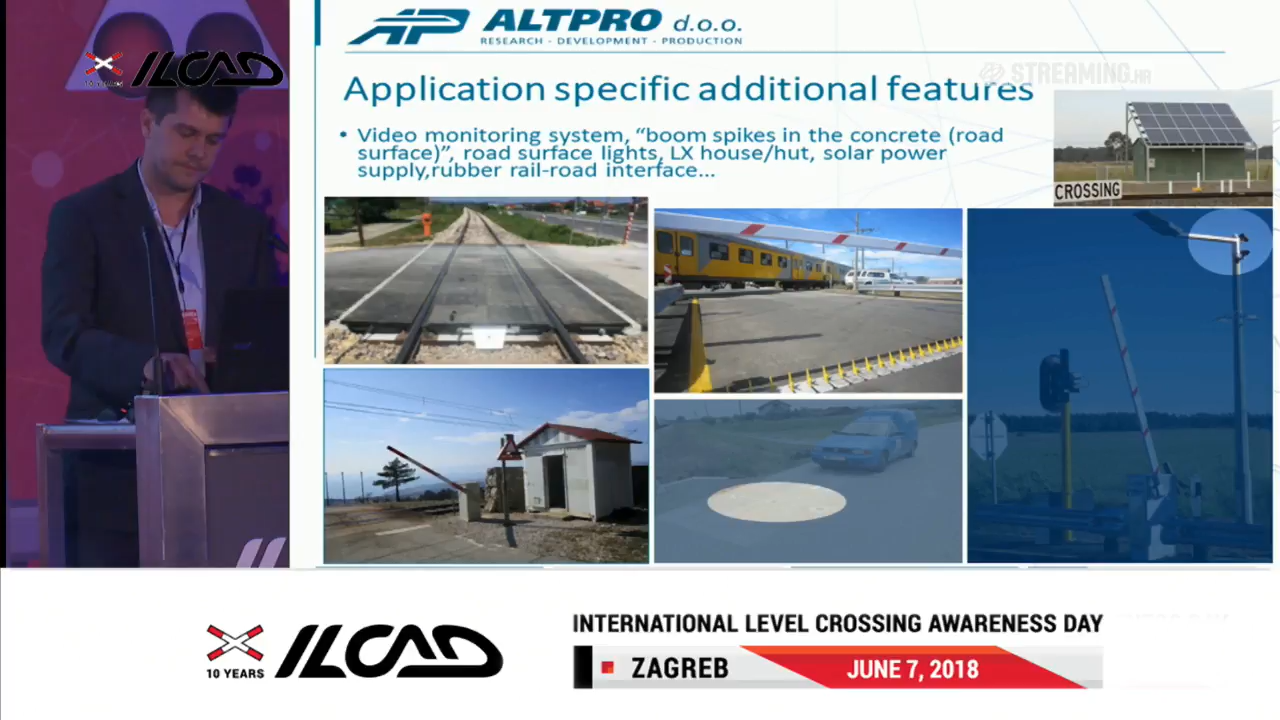 ILCAD
10 YEARS
ALTPRO d.o.o.
RESEARCH - DEVELOPMENT - PRODUCTION
STREAMING.HR
Application specific additional features
• Video monitoring system, “boom spikes in the concrete (road
surface)”, road surface lights, LX house/hut, solar power
supply,rubber rail-road interface...
CROSSING
10 YEARS
ILCAD
INTERNATIONAL LEVEL CROSSING AWARENESS DAY
ZAGREB
JUNE 7, 2018